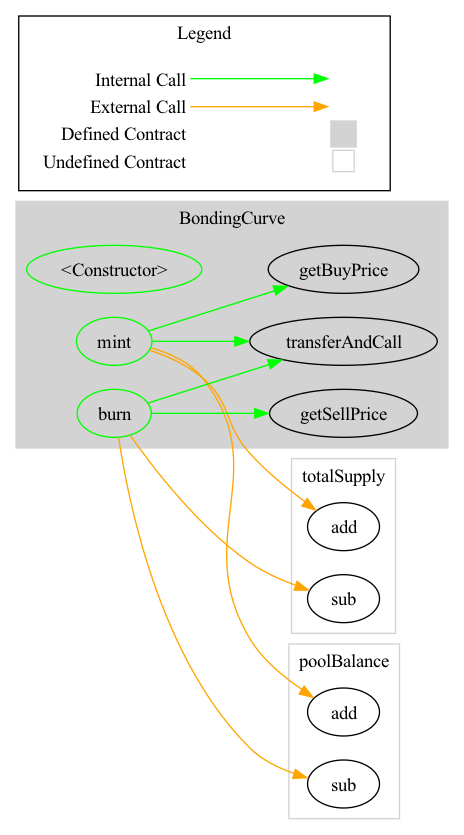 Legend
Internal Call
External Call
Defined Contract
Undefined Contract
BondingCurve
<Constructor>
getBuyPrice
mint
transferAndCall
burn
getSellPrice
totalSupply
add
sub
poolBalance
add
sub